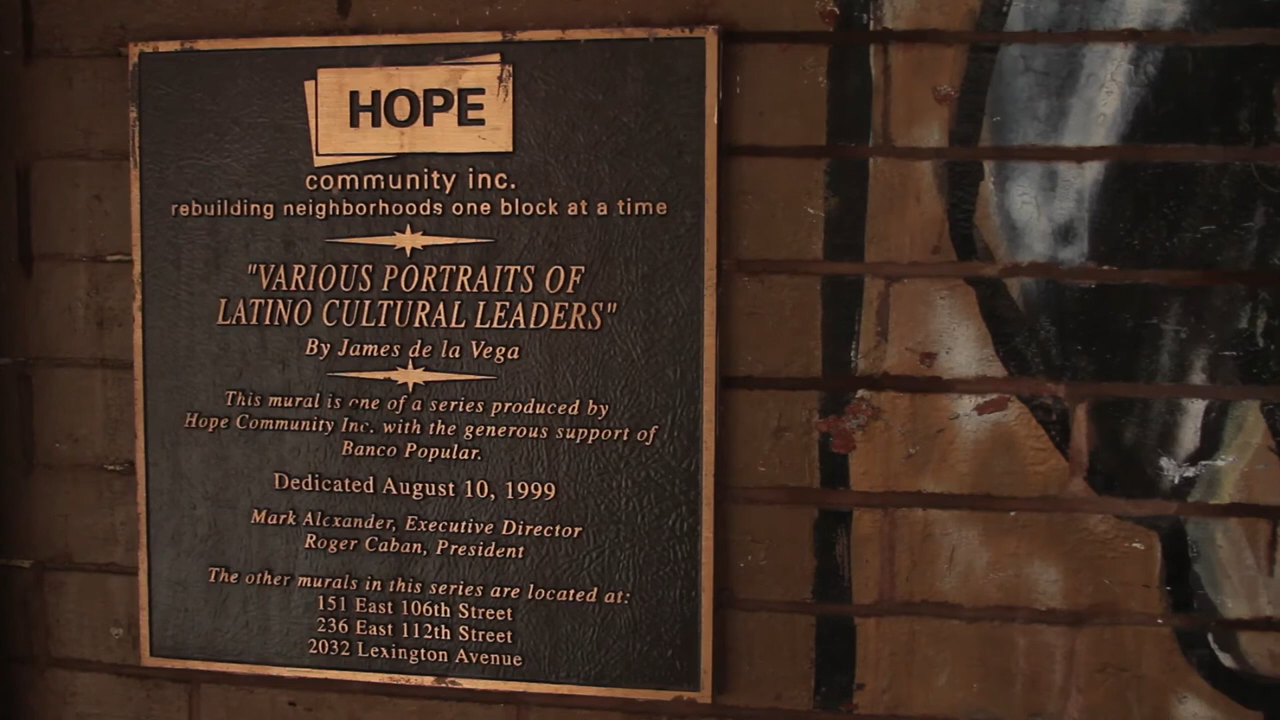 HOPE
community inc.
rebuilding neighborhoods one block at a time
"VARIOUS PORTRAITS OF
LATINO CULTURAL LEADERS"
By James de la Vega
This mural is one of a series produced by
Hope Community Inc. with the generous support of
Banco Popular.
Dedicated August 10, 1999
Mark Alexander, Executive Director
Roger Caban, President
The other murals in this series are located at:
151 East 106th Street
236 East 112th Street
2032 Lexington Avenue